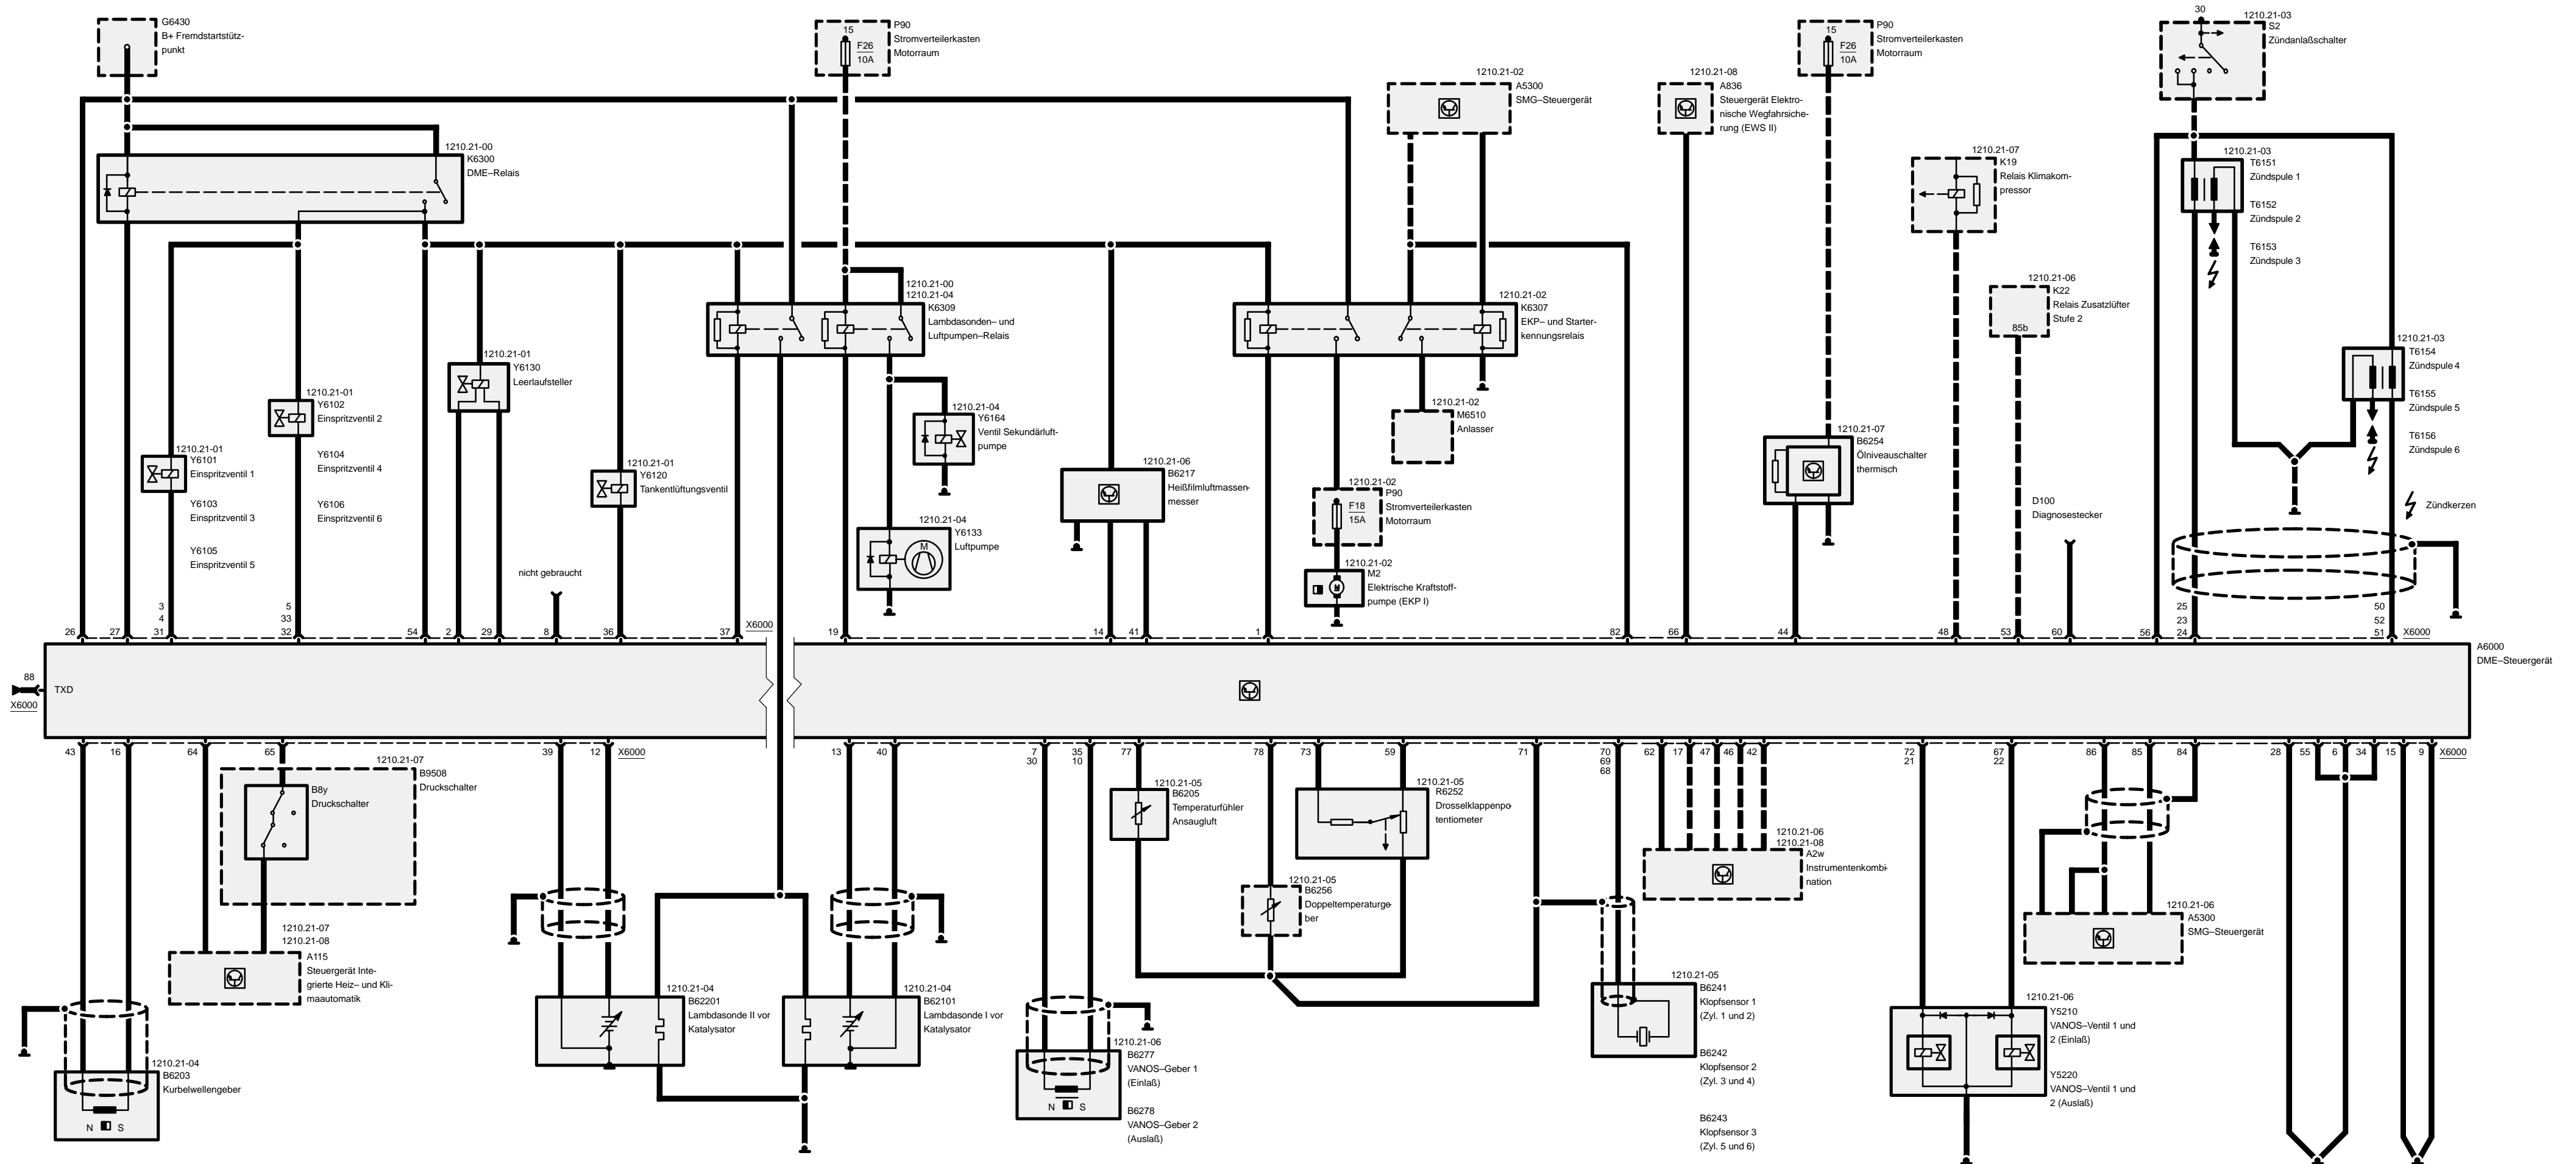 G6430
B+ Fremdstartstütz-
punkt
15
F26
10A
P90
Stromverteilerkasten
Motorraum
1210.21-02
A5300
SMG–Steuergerät
1210.21-08
A836
Steuergerät Elektro-
nische Wegfahrsiche-
rung (EWS II)
15
F26
10A
P90
Stromverteilerkasten
Motorraum
30
1210.21-03
S2
Zündanlaßschalter
1210.21-00
K6300
DME–Relais
1210.21-07
K19
Relais Klimakom-
pressor
1210.21-03
T6151
Zündspule 1
T6152
Zündspule 2
T6153
Zündspule 3
1210.21-00
1210.21-04
K6309
Lambdasonden– und
Luftpumpen–Relais
1210.21-02
K6307
EKP– und Starter-
kennungsrelais
1210.21-06
K22
Relais Zusatzlüfter
Stufe 2
85b
1210.21-03
T6154
Zündspule 4
T6155
Zündspule 5
T6156
Zündspule 6
1210.21-01
Y6130
Leerlaufsteller
1210.21-01
Y6102
Einspritzventil 2
Y6104
Einspritzventil 4
Y6106
Einspritzventil 6
1210.21-01
Y6101
Einspritzventil 1
Y6103
Einspritzventil 3
Y6105
Einspritzventil 5
1210.21-01
Y6120
Tankentlüftungsventil
1210.21-04
Y6164
Ventil Sekundärluft-
pumpe
1210.21-04
Y6133
Luftpumpe
M
1210.21-06
B6217
Heißfilmluftmassen-
messer
1210.21-02
M6510
Anlasser
1210.21-02
P90
Stromverteilerkasten
Motorraum
F18
15A
1210.21-02
M2
Elektrische Kraftstoff-
pumpe (EKP I)
M
1210.21-07
B6254
Ölniveauschalter
thermisch
D100
Diagnosestecker
Zündkerzen
nicht gebraucht
3
4
5
33
25
23
50
52
26
27
31
32
54
2
29
8
36
37
X6000
19
14
41
1
82
66
44
48
53
60
56
24
51
X6000
A6000
DME–Steuergerät
88
X6000
TXD
43
16
64
65
39
12
X6000
13
40
7
30
35
10
77
78
73
59
71
70
69
68
62
17
47
46
42
72
21
67
22
86
85
84
28
55
6
34
15
9
X6000
1210.21-07
B9508
Druckschalter
B8y
Druckschalter
1210.21-07
1210.21-08
A115
Steuergerät Inte-
grierte Heiz– und Kli-
maautomatik
1210.21-04
B6203
Kurbelwellengeber
N
S
1210.21-04
B62201
Lambdasonde II vor
Katalysator
1210.21-04
B62101
Lambdasonde I vor
Katalysator
1210.21-05
B6205
Temperaturfühler
Ansaugluft
1210.21-05
R6252
Drosselklappenpo-
tentiometer
1210.21-05
B6256
Doppeltemperaturge-
ber
1210.21-06
B6277
VANOS–Geber 1
(Einlaß)
B6278
VANOS–Geber 2
(Auslaß)
N
S
1210.21-05
B6241
Klopfsensor 1
(Zyl. 1 und 2)
B6242
Klopfsensor 2
(Zyl. 3 und 4)
B6243
Klopfsensor 3
(Zyl. 5 und 6)
1210.21-06
1210.21-08
A2w
Instrumentenkombi-
nation
1210.21-06
A5300
SMG–Steuergerät
1210.21-06
Y5210
VANOS–Ventil 1 und
2 (Einlaß)
Y5220
VANOS–Ventil 1 und
2 (Auslaß)